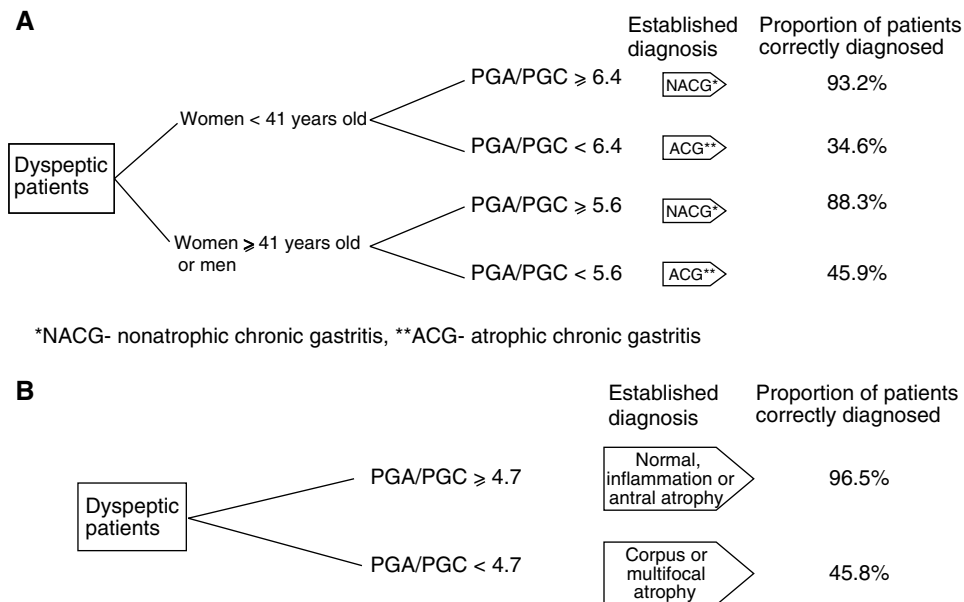 A
Established diagnosis
Proportion of patients correctly diagnosed
Dyspeptic patients
Women < 41 years old
PGA/PGC ⩾ 6.4
NACG*
93.2%
PGA/PGC < 6.4
ACG**
34.6%
Women ⩾ 41 years old
or men
PGA/PGC ⩾ 5.6
NACG*
88.3%
PGA/PGC < 5.6
ACG**
45.9%
*NACG- nonatrophic chronic gastritis, **ACG- atrophic chronic gastritis
B
Established
diagnosis
Proportion of patients
correctly diagnosed
Dyspeptic
patients
PGA/PGC ⩾ 4.7
Normal,
inflammation or
antral atrophy
96.5%
PGA/PGC < 4.7
Corpus or
multifocal
atrophy
45.8%